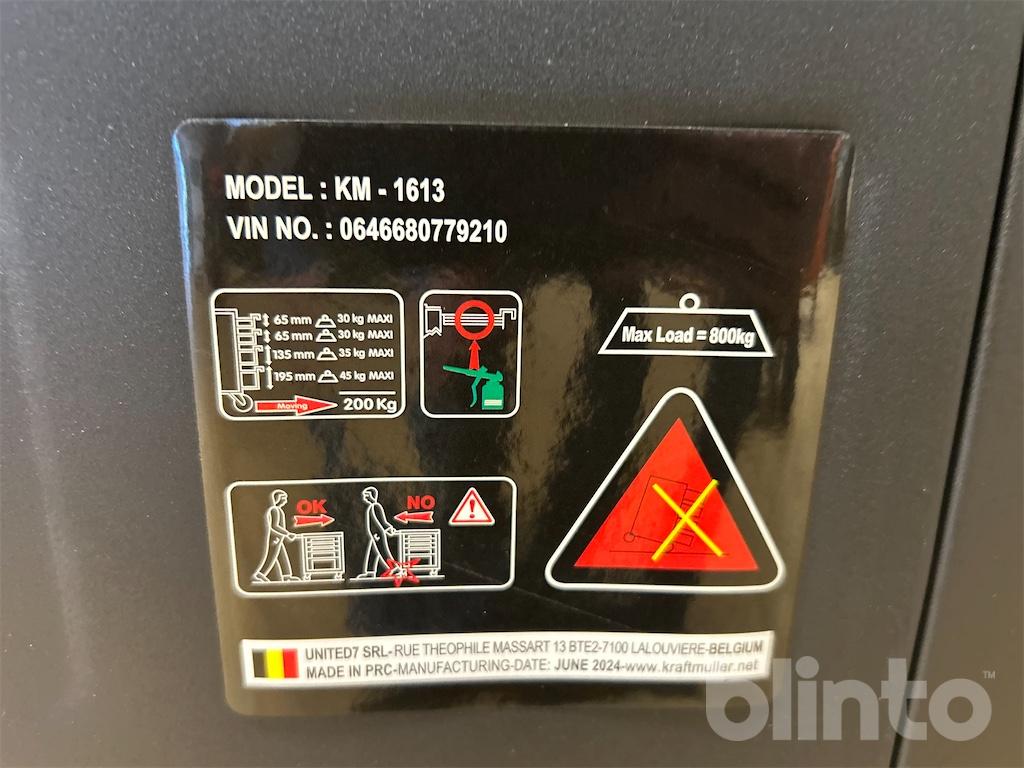 MODEL : KM - 1613
VIN NO. : 0646680779210
65 mm 30 kg MAXI
65 mm 30 kg MAXI
135 mm 35 kg MAXI
195 mm 45 kg MAXI
Moving 200 Kg
Max Load = 800kg
OK NO
UNITED7 SRL-RUE THEOPHILE MASSART 13 BTE2-7100 LALOUVIERE-BELGIUM
MADE IN PRC-MANUFACTURING-DATE: JUNE 2024-www.kraftmuller.net
blinto™